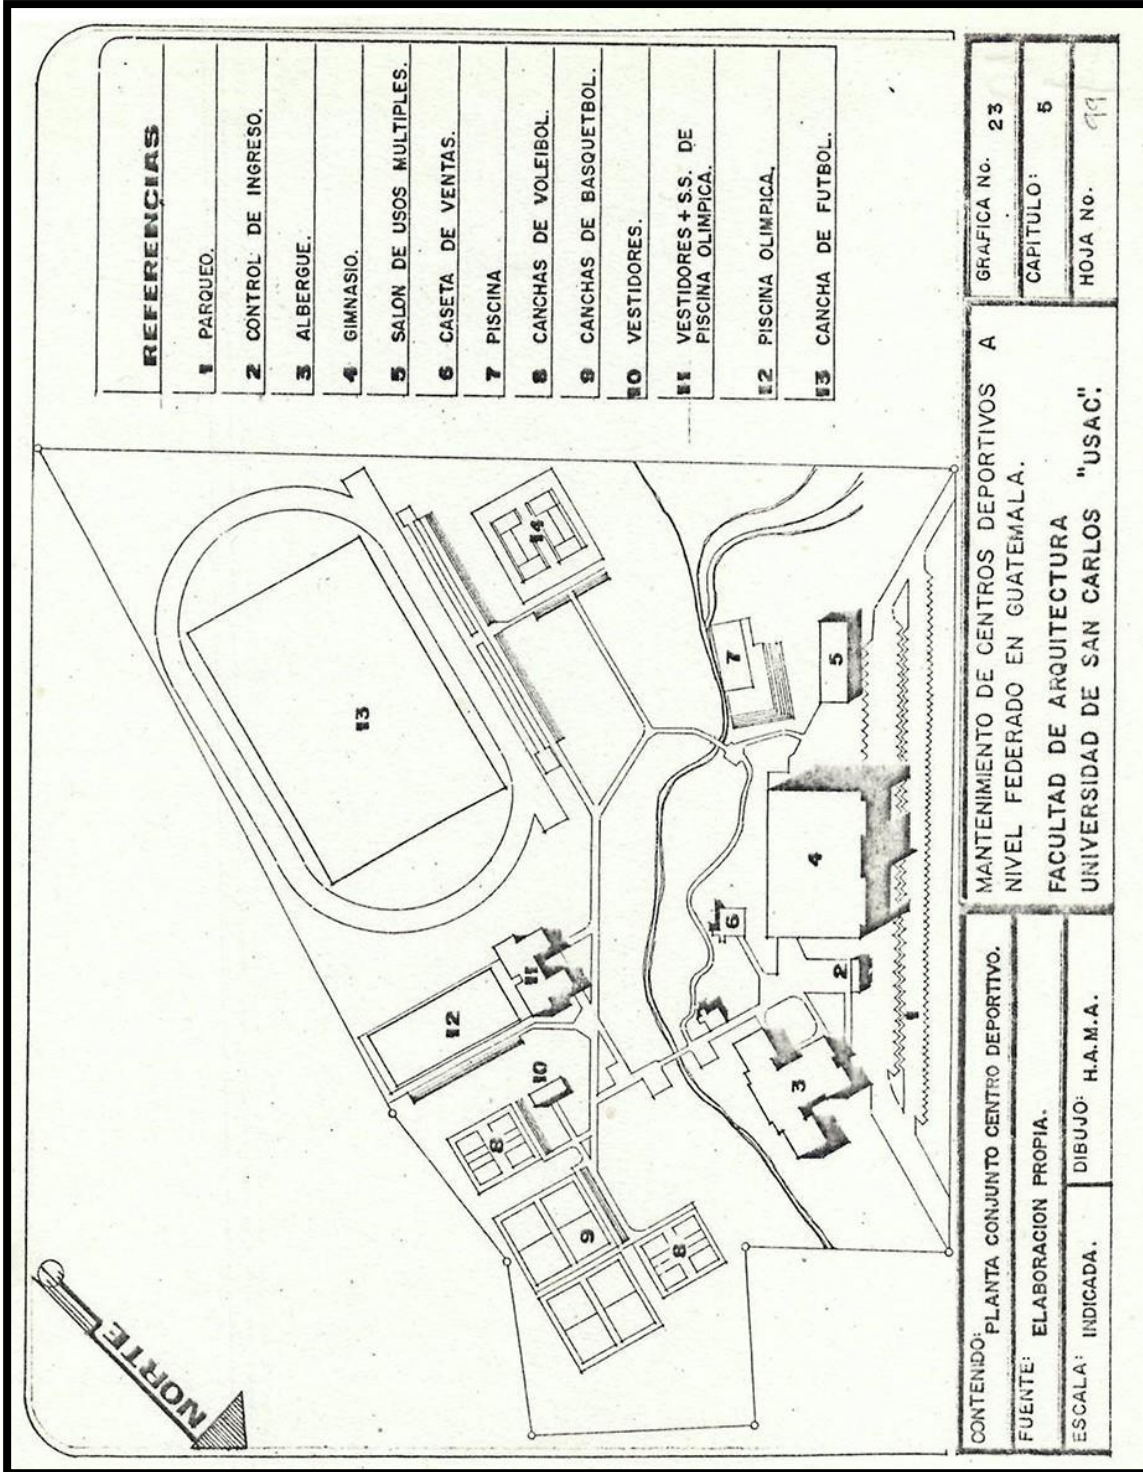 REFERENCIAS
1 PARQUEO.
2 CONTROL DE INGRESO.
3 ALBERGUE.
4 GIMNASIO.
5 SALON DE USOS MULTIPLES.
6 CASETA DE VENTAS.
7 PISCINA
8 CANCHAS DE VOLEIBOL.
9 CANCHAS DE BASQUETBOL.
10 VESTIDORES.
11 VESTIDORES + S.S. DE
PISCINA OLIMPICA.
12 PISCINA OLIMPICA.
13 CANCHA DE FUTBOL.
NORTE
13
14
12
11
10
8
9
8
7
5
4
6
2
3
1
CONTENIDO: PLANTA CONJUNTO CENTRO DEPORTIVO.
FUENTE: ELABORACION PROPIA.
ESCALA: INDICADA.
DIBUJO: H.A.M.A.
MANTENIMIENTO DE CENTROS DEPORTIVOS A
NIVEL FEDERADO EN GUATEMALA.
FACULTAD DE ARQUITECTURA
UNIVERSIDAD DE SAN CARLOS "USAC".
GRAFICA No. 23
CAPITULO: 5
HOJA No. 99